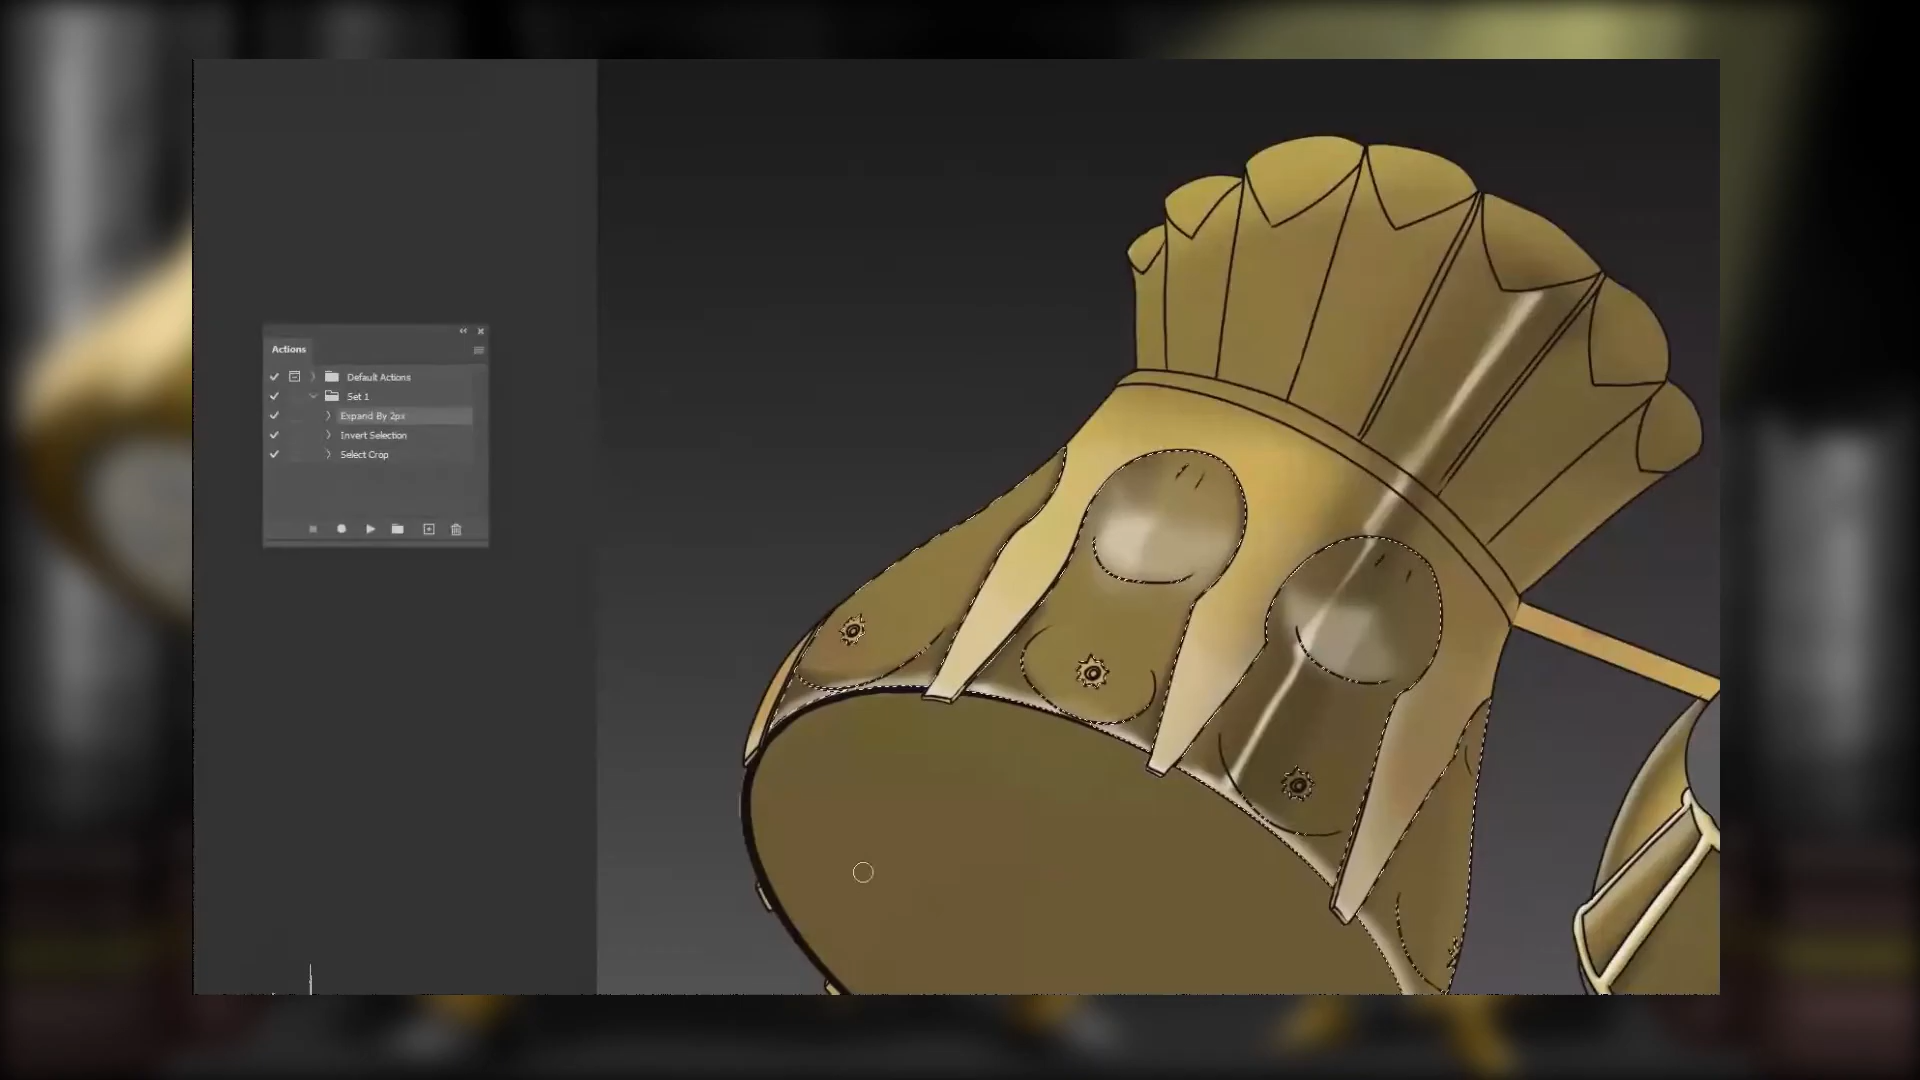 Actions
Default Actions
Set 1
Expand By 2px
Invert Selection
Select Crop